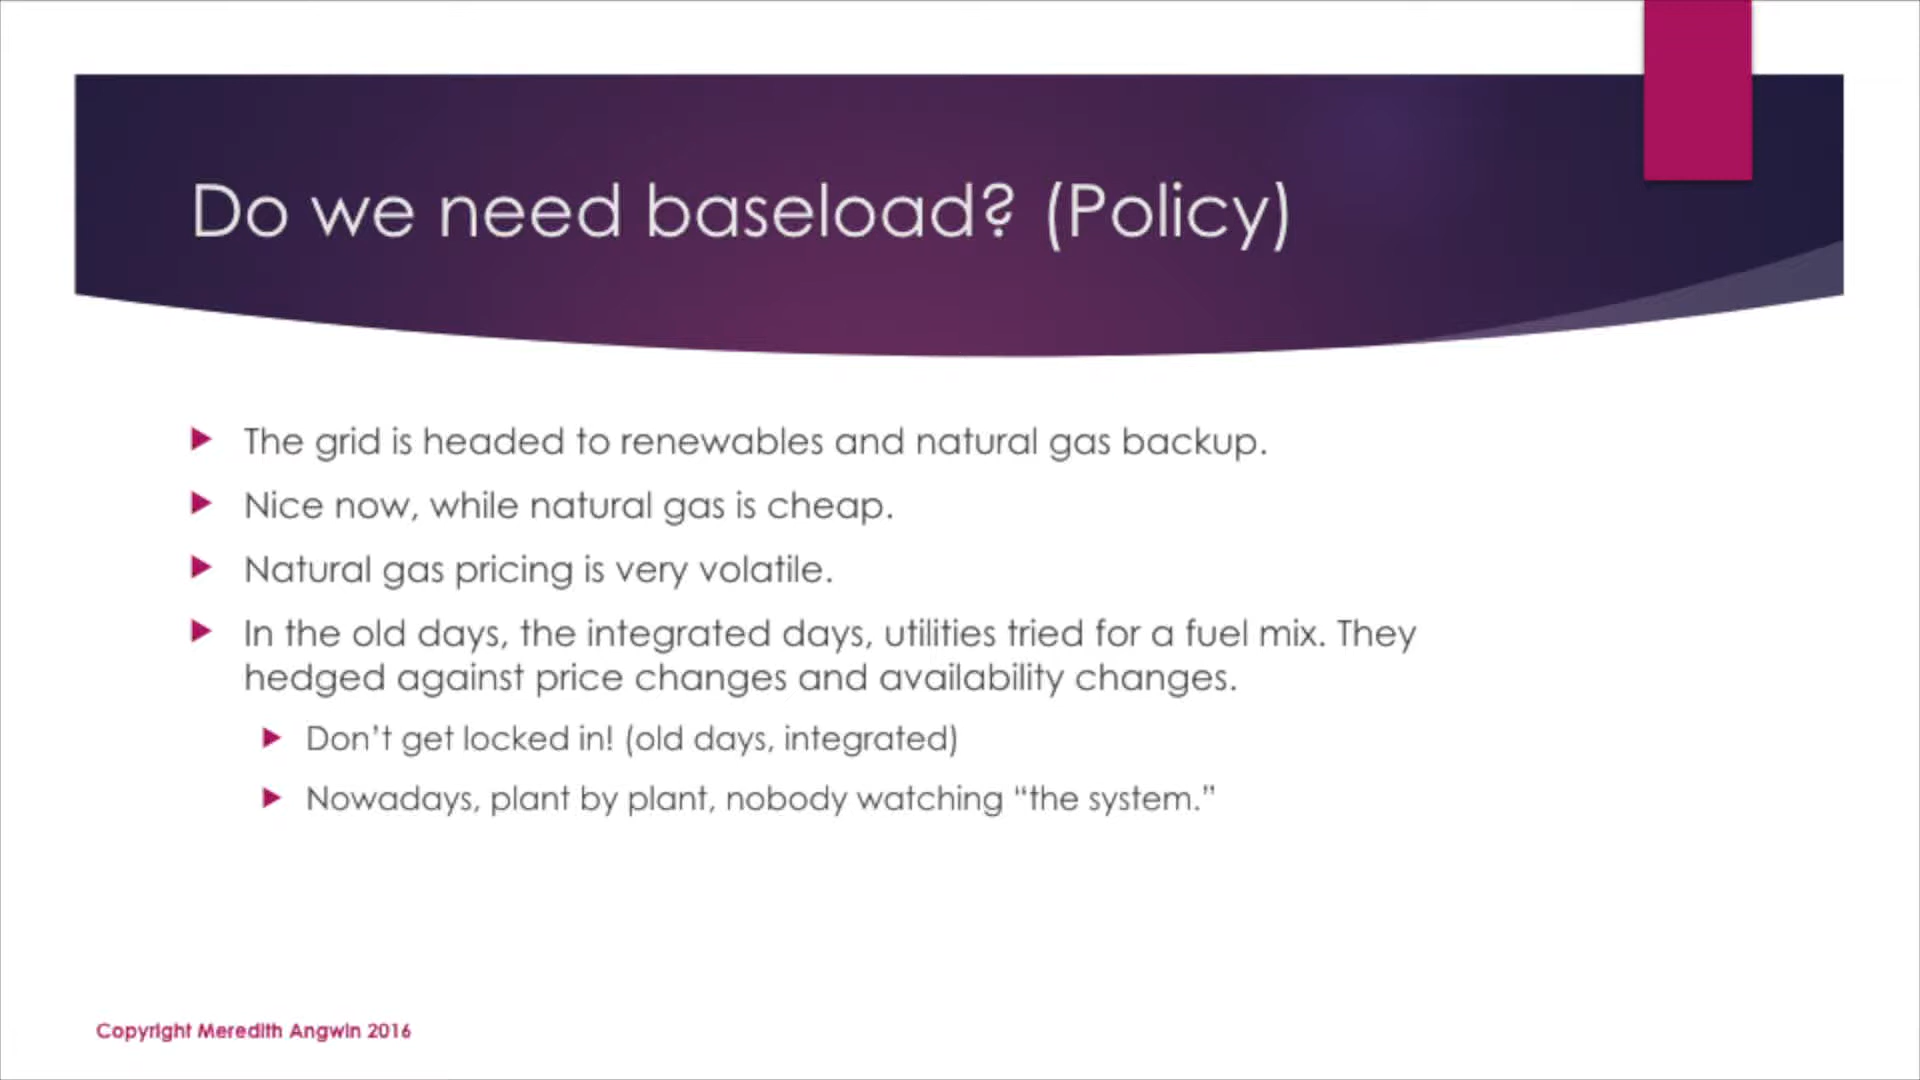 Do we need baseload? (Policy)
The grid is headed to renewables and natural gas backup.
Nice now, while natural gas is cheap.
Natural gas pricing is very volatile.
In the old days, the integrated days, utilities tried for a fuel mix. They
hedged against price changes and availability changes.
Don’t get locked in! (old days, integrated)
Nowadays, plant by plant, nobody watching “the system.”
Copyright Meredith Angwin 2016